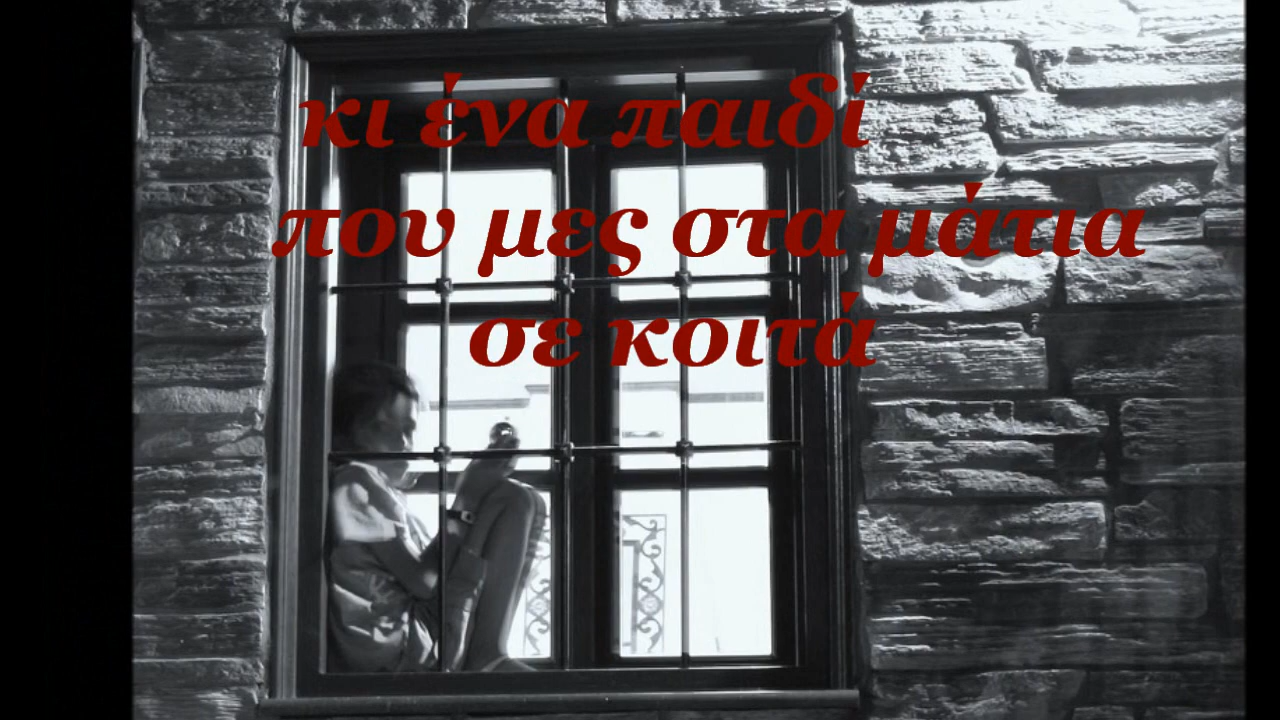 κι ένα παιδί
που μες στα μάτια
σε κοιτά